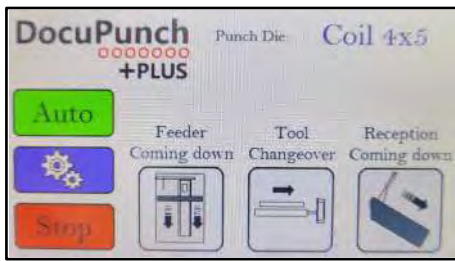 DocuPunch
+PLUS
Punch Die
Coil 4x5
Auto
Stop
Feeder
Coming down
Tool
Changeover
Reception
Coming down